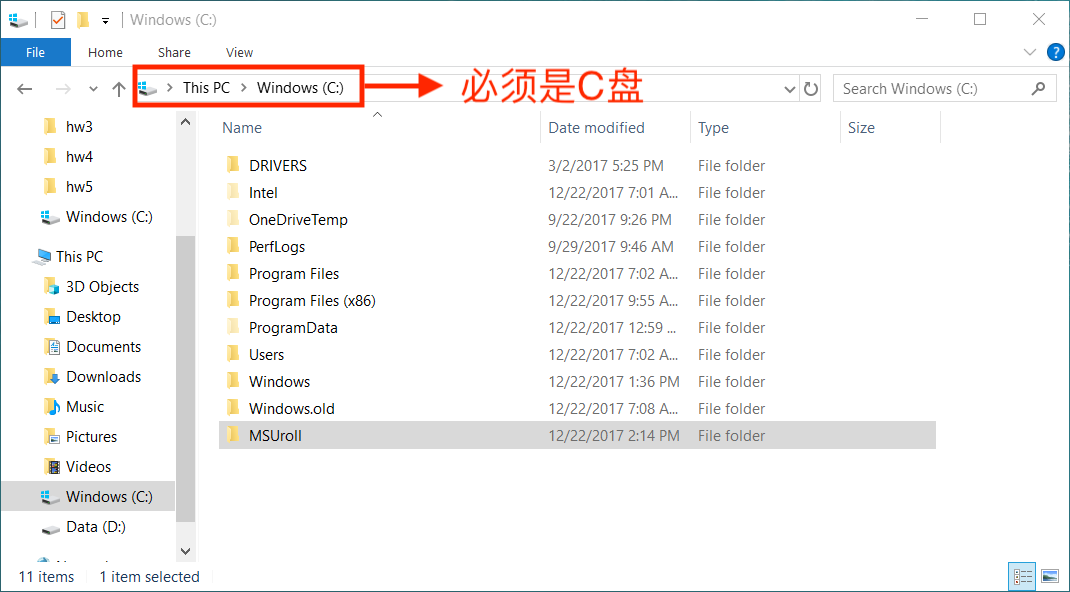 Windows (C:)
File Home Share View
This PC Windows (C:) 必须是C盘 Search Windows (C:)
Name Date modified Type Size
hw3
hw4
hw5
Windows (C:)
This PC
3D Objects
Desktop
Documents
Downloads
Music
Pictures
Videos
Windows (C:)
Data (D:)
DRIVERS 3/2/2017 5:25 PM File folder
Intel 12/22/2017 7:01 A... File folder
OneDriveTemp 9/22/2017 9:26 PM File folder
PerfLogs 9/29/2017 9:46 AM File folder
Program Files 12/22/2017 7:02 A... File folder
Program Files (x86) 12/22/2017 9:55 A... File folder
ProgramData 12/22/2017 12:59 ... File folder
Users 12/22/2017 7:02 A... File folder
Windows 12/22/2017 1:36 PM File folder
Windows.old 12/22/2017 7:08 A... File folder
MSUroll 12/22/2017 2:14 PM File folder
11 items 1 item selected